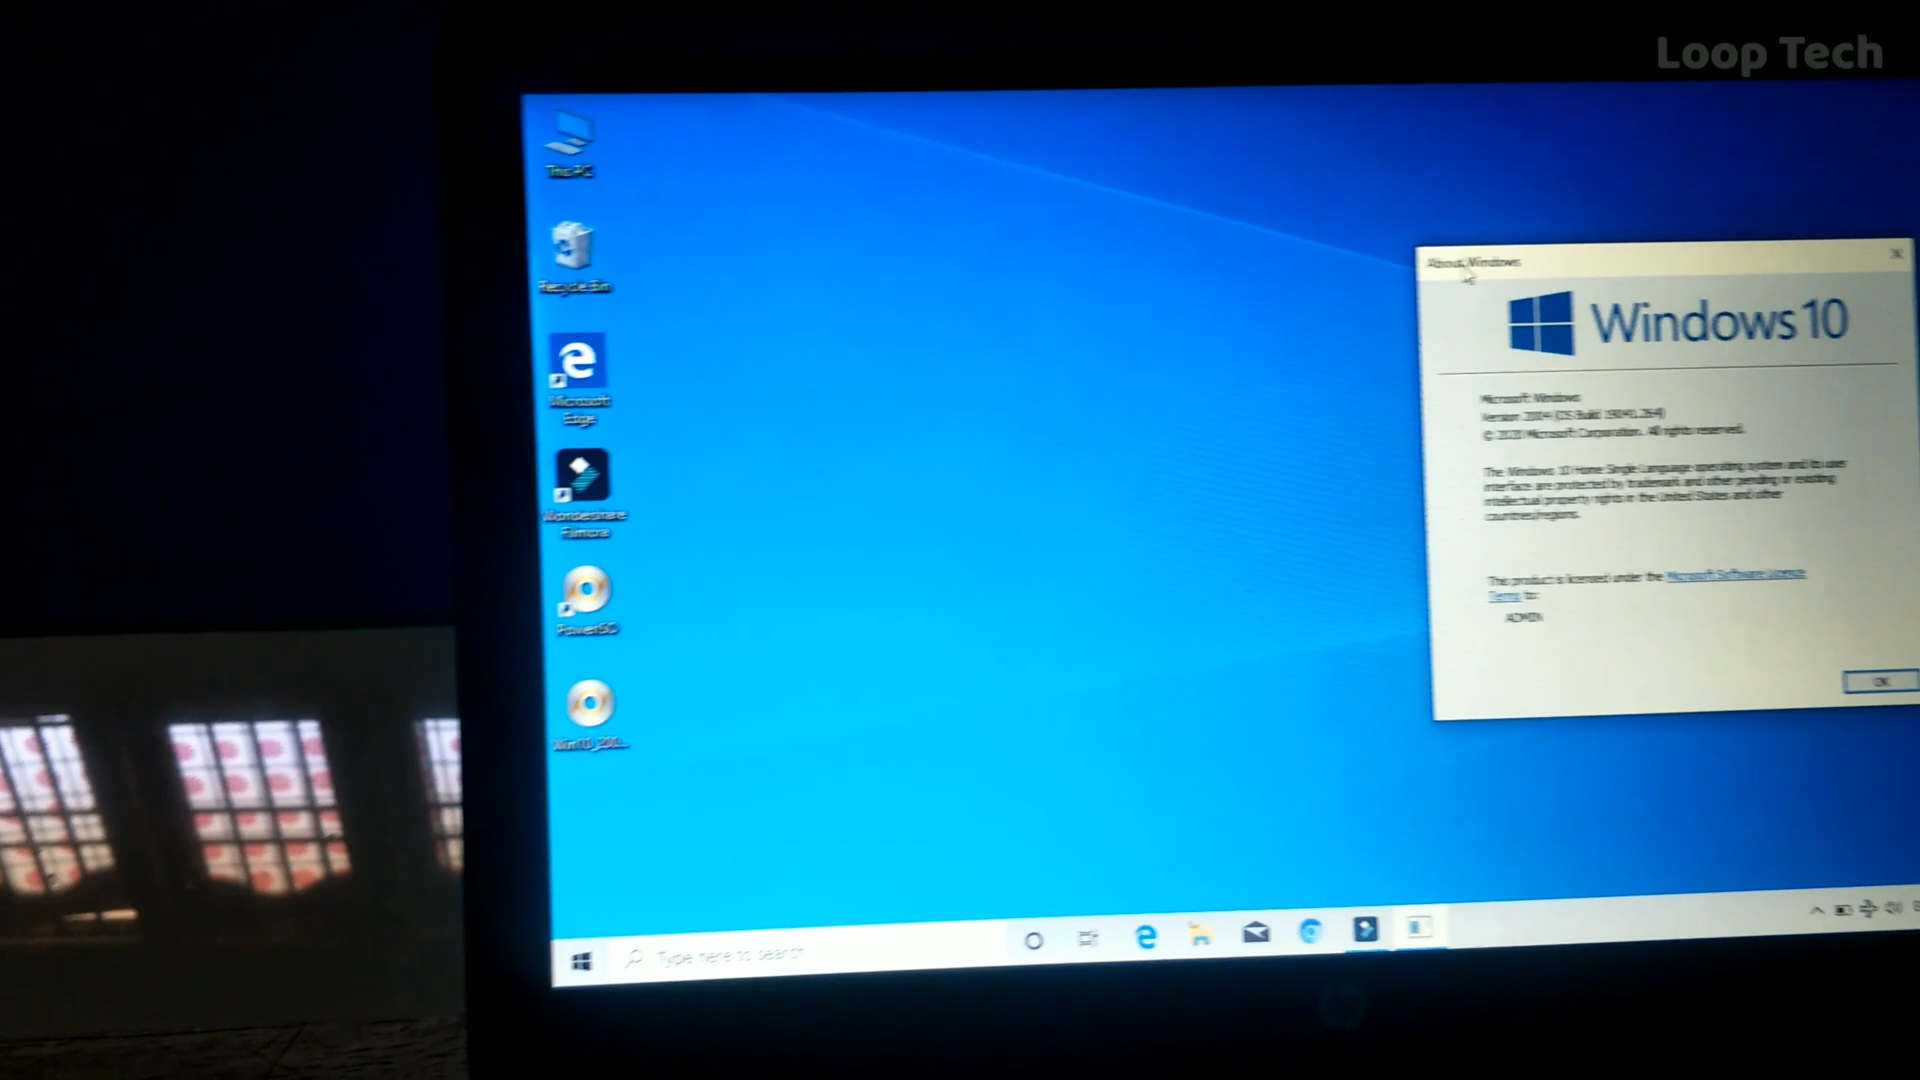 Loop Tech
This PC
Recycle Bin
Microsoft
Edge
Wondershare
Filmora
PowerISO
Type here to search
About Windows
Windows 10
Microsoft Windows
Version 2004 (OS Build 19041.264)
© 2020 Microsoft Corporation. All rights reserved.
The Windows 10 Home Single Language operating system and its user
interface are protected by trademark and other pending or existing
intellectual property rights in the United States and other
countries/regions.
This product is licensed under the Microsoft Software Licence
Terms to:
ADMIN
OK